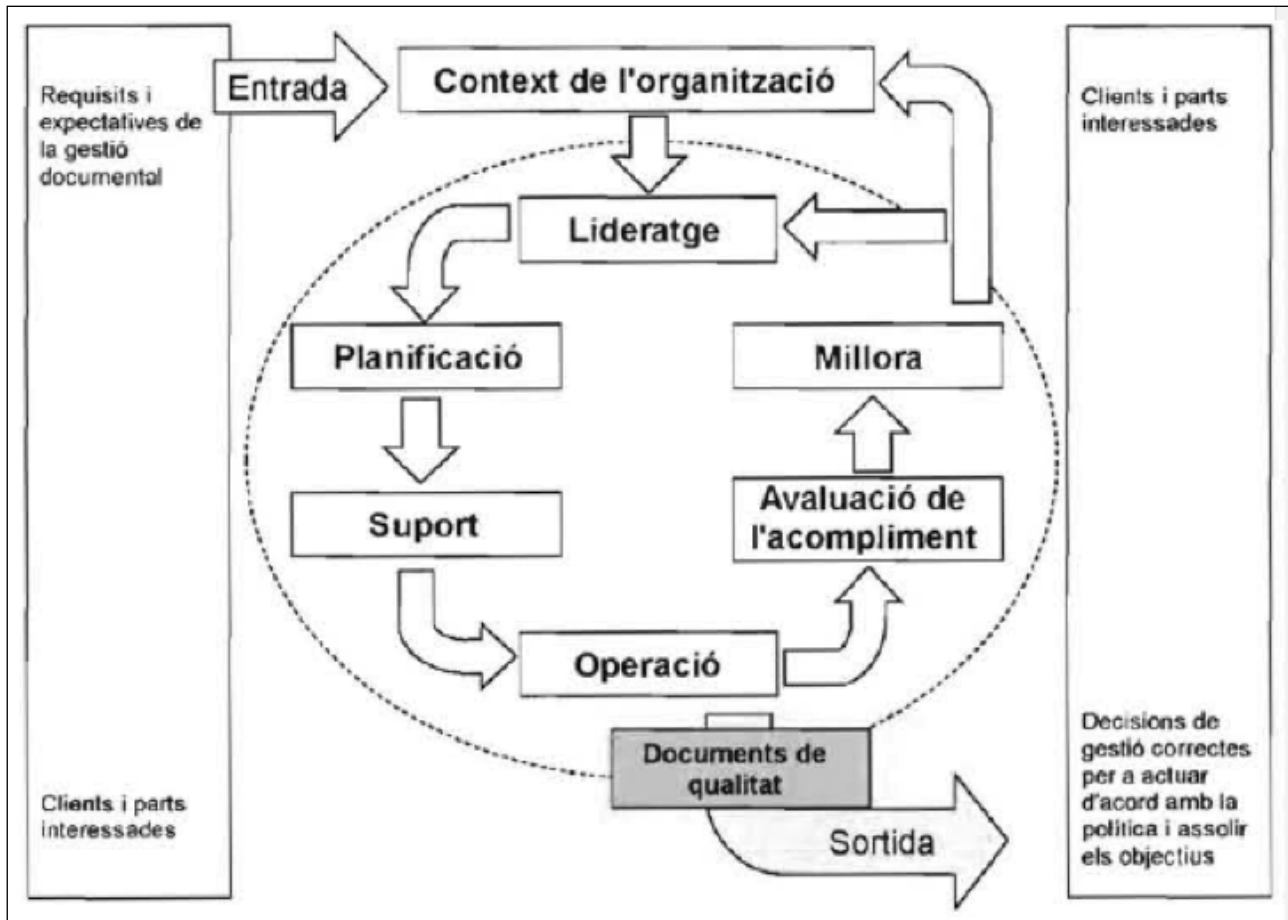 Requisits i
expectatives de
la gestió
documental
Clients i parts
interessades
Entrada
Context de l'organització
Lideratge
Planificació
Suport
Operació
Avaluació de
l'acompliment
Millora
Documents de
qualitat
Sortida
Clients i parts
interessades
Decisions de
gestió correctes
per a actuar
d'acord amb la
política i assolir
els objectius